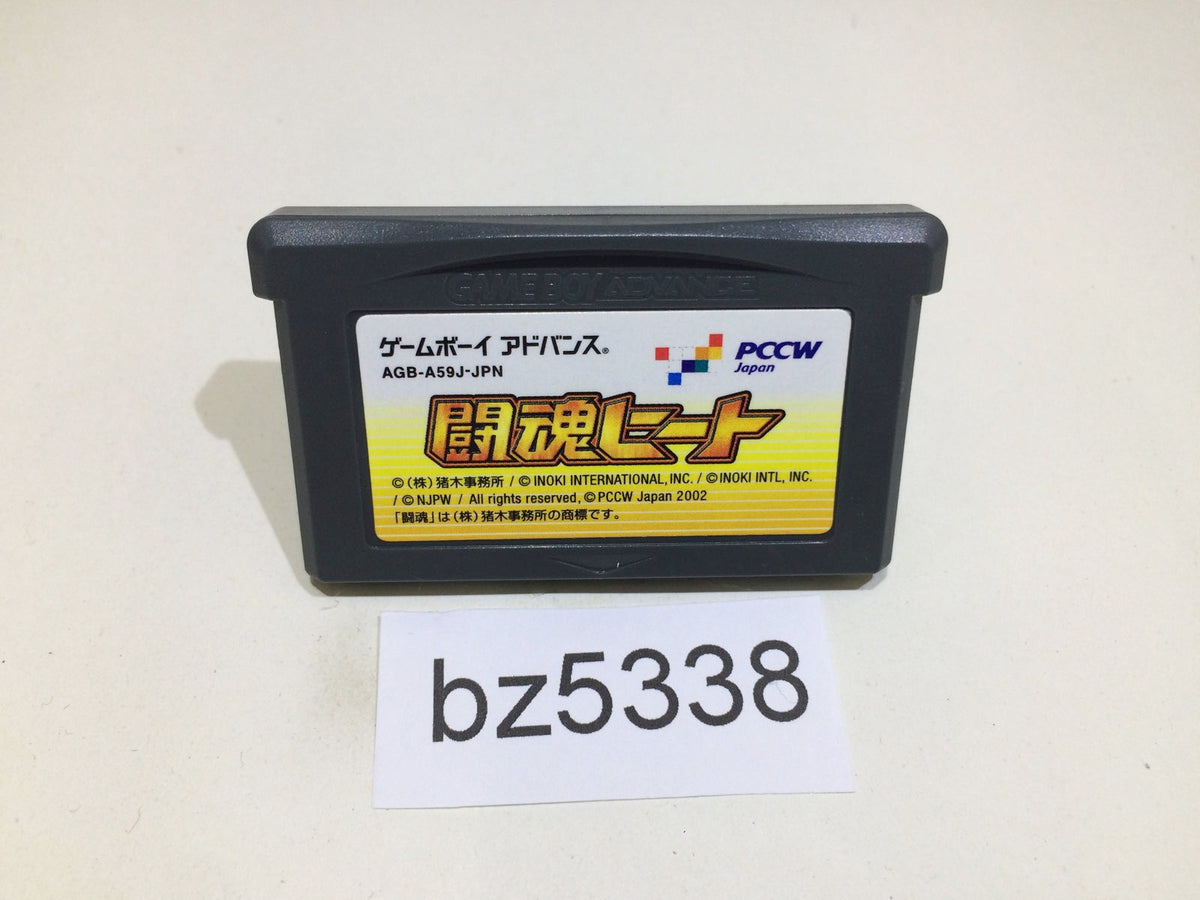 GAME BOY ADVANCE
ゲームボーイ アドバンス®
AGB-A59J-JPN
PCCW
Japan
闘魂ヒート
©(株)猪木事務所 / © INOKI INTERNATIONAL, INC. / ©INOKI INTL, INC.
/ © NJPW / All rights reserved, ©PCCW Japan 2002
「闘魂」は(株)猪木事務所の商標です。
bz5338